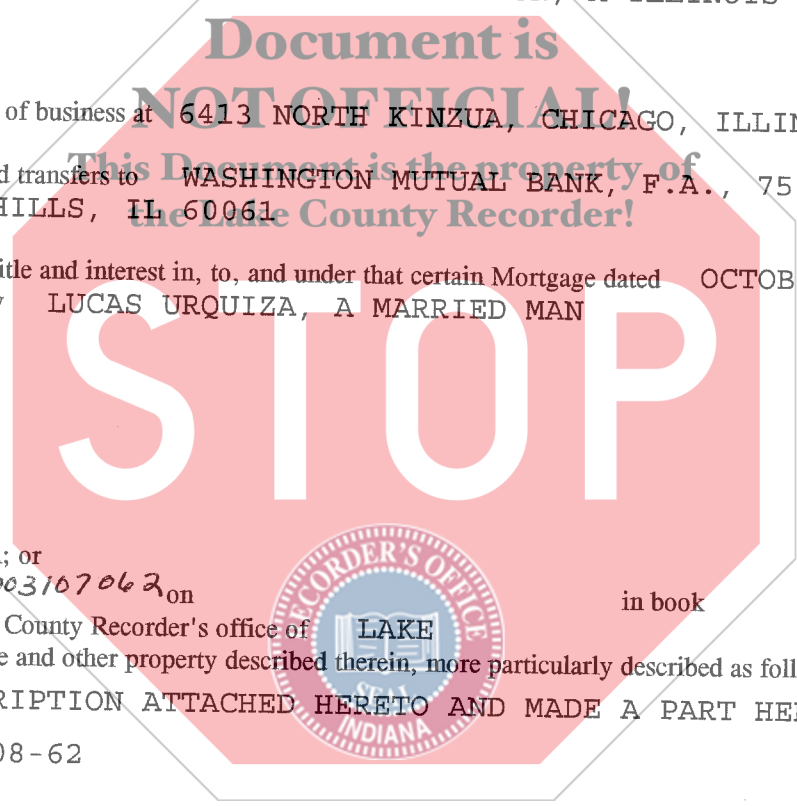 ILLINOIS
Document is
NOT OFFICIAL!
of business at 6413 NORTH KINZUA, CHICAGO, ILLIN
This Document is the property of
d transfers to WASHINGTON MUTUAL BANK, F.A., 75
HILLS, IL 60061
the Lake County Recorder!
itle and interest in, to, and under that certain Mortgage dated OCTOB
LUCAS URQUIZA, A MARRIED MAN
STOP
; or
003107062 on in book
County Recorder's office of LAKE
e and other property described therein, more particularly described as foll
RIPTION ATTACHED HERETO AND MADE A PART HE
08-62
RECORDER'S OFFICE
SEAL
INDIANA